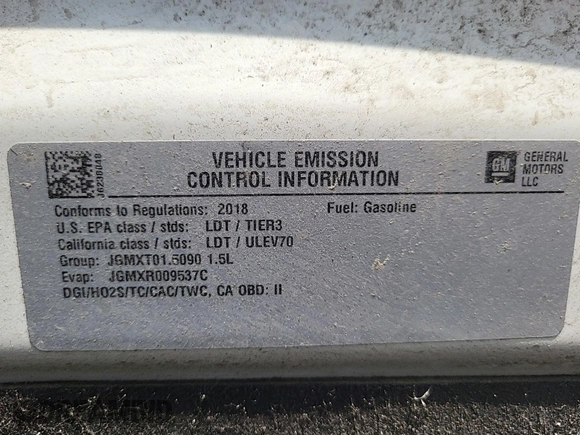 VEHICLE EMISSION
CONTROL INFORMATION
GM
GENERAL
MOTORS
LLC
Conforms to Regulations: 2018 Fuel: Gasoline
U.S. EPA class / stds: LDT / TIER3
California class / stds: LDT / ULEV70
Group: JGMXT01.5090 1.5L
Evap: JGMXR009537C
DGI/HO2S/TC/CAC/TWC, CA OBD: II